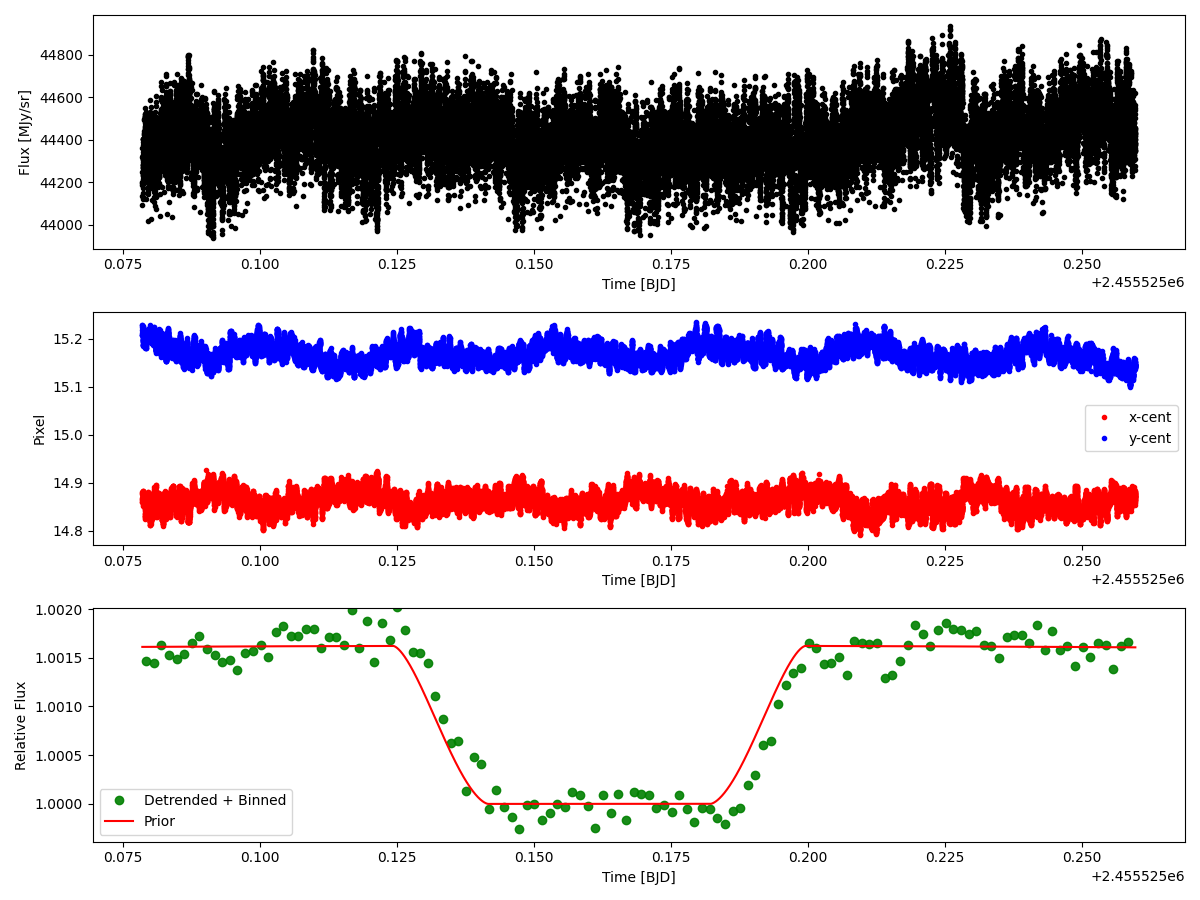 44800
44600
44400
44200
44000
Flux [MJy/sr]
0.075 0.100 0.125 0.150 0.175 0.200 0.225 0.250
Time [BJD]
+2.455525e6
15.2
15.1
15.0
14.9
14.8
Pixel
x-cent
y-cent
0.075 0.100 0.125 0.150 0.175 0.200 0.225 0.250
Time [BJD]
+2.455525e6
1.0020
1.0015
1.0010
1.0005
1.0000
Relative Flux
Detrended + Binned
Prior
0.075 0.100 0.125 0.150 0.175 0.200 0.225 0.250
Time [BJD]
+2.455525e6